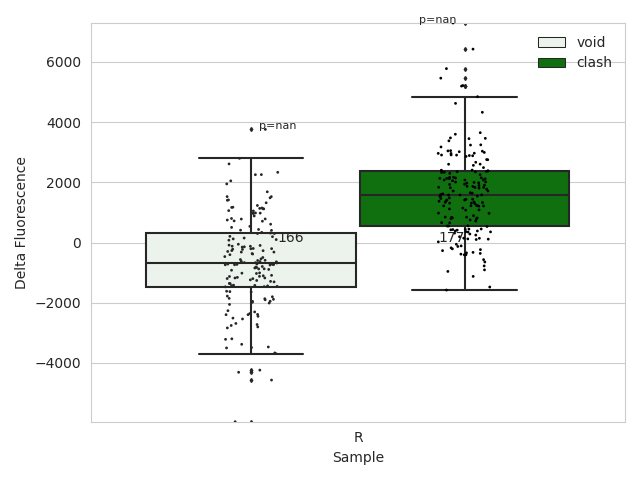 p=nan
void
clash
6000
4000
2000
0
−2000
−4000
p=nan
166
177
Delta Fluorescence
R
Sample